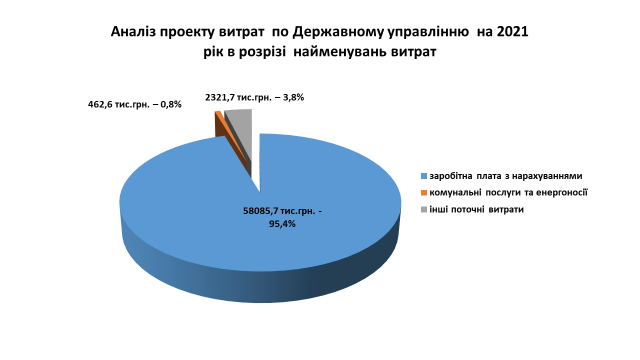 Аналіз проекту витрат по Державному управлінню на 2021
рік в розрізі найменувань витрат
462,6 тис.грн. – 0,8%
2321,7 тис.грн. – 3,8%
58085,7 тис.грн. -
95,4%
заробітна плата з нарахуваннями
комунальні послуги та енергоносії
інші поточні витрати